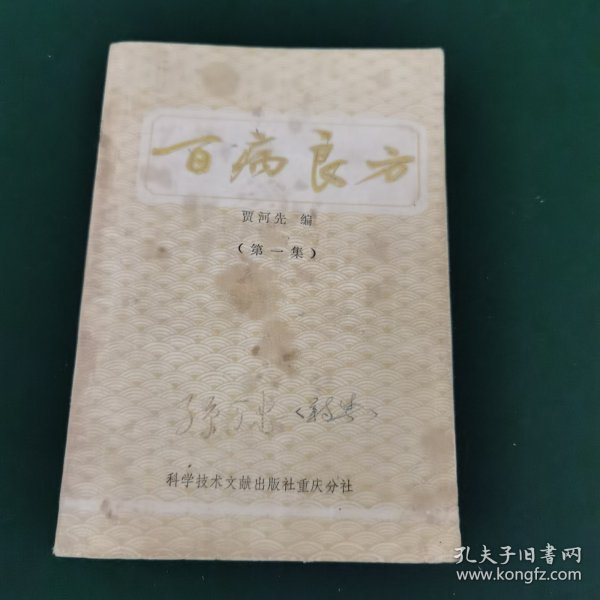 百病良方
贾河先 编
(第一集)
科学技术文献出版社重庆分社
孔夫子旧书网
www.kongfz.com